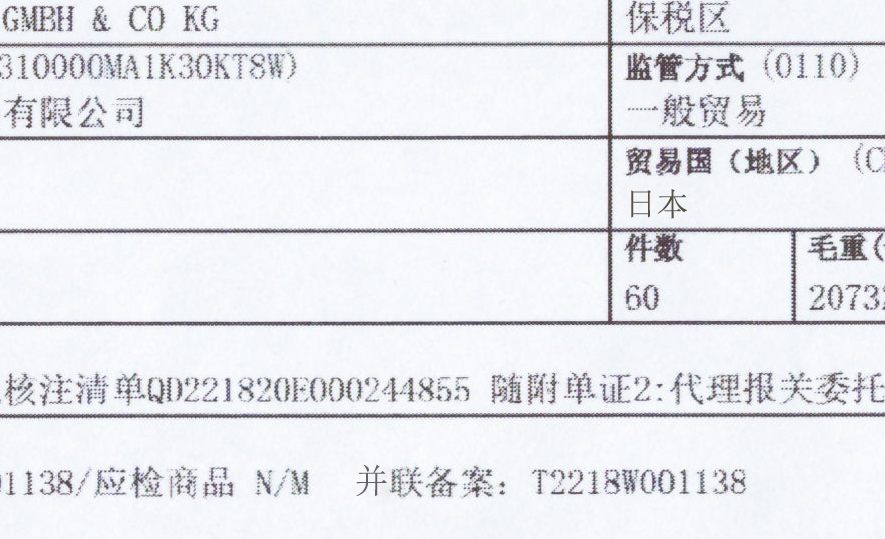 GMBH & CO KG
保税区
310000MA1K30KT8W)
监管方式 (0110)
有限公司
一般贸易
贸易国（地区） (C
日本
件数
毛重(
60
20732
核注清单QD221820E000244855 随附单证2:代理报关委托
01138/应检商品 N/M 并联备案: T2218W001138